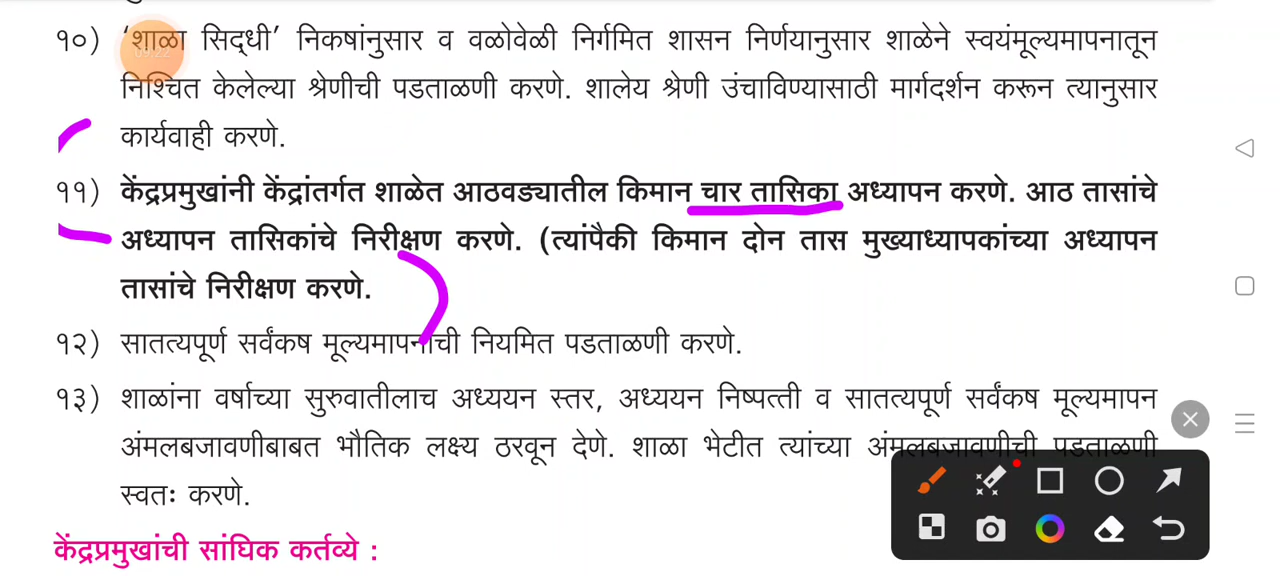 १०) 'शाळा सिद्धी' निकषांनुसार व वळोवेळी निर्गमित शासन निर्णयानुसार शाळेने स्वयंमूल्यमापनातून
निश्चित केलेल्या श्रेणीची पडताळणी करणे. शालेय श्रेणी उंचाविण्यासाठी मार्गदर्शन करून त्यानुसार
कार्यवाही करणे.
११) केंद्रप्रमुखांनी केंद्रांतर्गत शाळेत आठवड्यातील किमान चार तासिका अध्यापन करणे. आठ तासांचे
अध्यापन तासिकांचे निरीक्षण करणे. (त्यांपैकी किमान दोन तास मुख्याध्यापकांच्या अध्यापन
तासांचे निरीक्षण करणे.
१२) सातत्यपूर्ण सर्वंकष मूल्यमापनाची नियमित पडताळणी करणे.
१३) शाळांना वर्षाच्या सुरुवातीलाच अध्ययन स्तर, अध्ययन निष्पत्ती व सातत्यपूर्ण सर्वंकष मूल्यमापन
अंमलबजावणीबाबत भौतिक लक्ष्य ठरवून देणे. शाळा भेटीत त्यांच्या अंमलबजावणीची पडताळणी
स्वतः करणे.
केंद्रप्रमुखांची सांघिक कर्तव्ये :